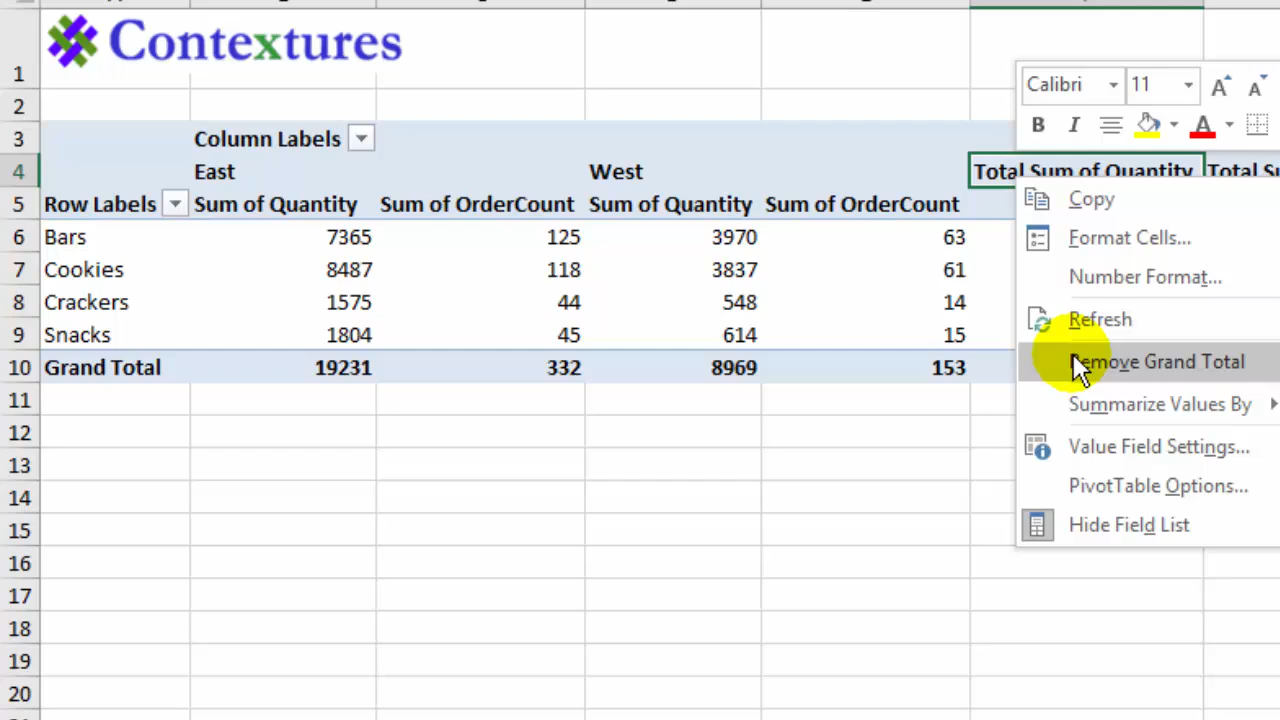 Contextures
1
Calibri 11 A A
2
B I A
3 Column Labels
4 East West Total Sum of Quantity Total Su
5 Row Labels Sum of Quantity Sum of OrderCount Sum of Quantity Sum of OrderCount
6 Bars 7365 125 3970 63
7 Cookies 8487 118 3837 61
8 Crackers 1575 44 548 14
9 Snacks 1804 45 614 15
10 Grand Total 19231 332 8969 153
11
12
13
14
15
16
17
18
19
20
Copy
Format Cells...
Number Format...
Refresh
Remove Grand Total
Summarize Values By
Value Field Settings...
PivotTable Options...
Hide Field List